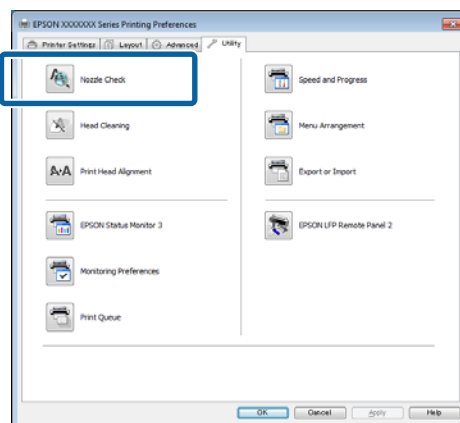 EPSON XXXXXXX Series Printing Preferences
Printer Settings Layout Advanced Utility
Nozzle Check
Speed and Progress
Head Cleaning
Menu Arrangement
A•A Print Head Alignment
Export or Import
EPSON Status Monitor 3
EPSON LFP Remote Panel 2
Monitoring Preferences
Print Queue
OK Cancel Apply Help